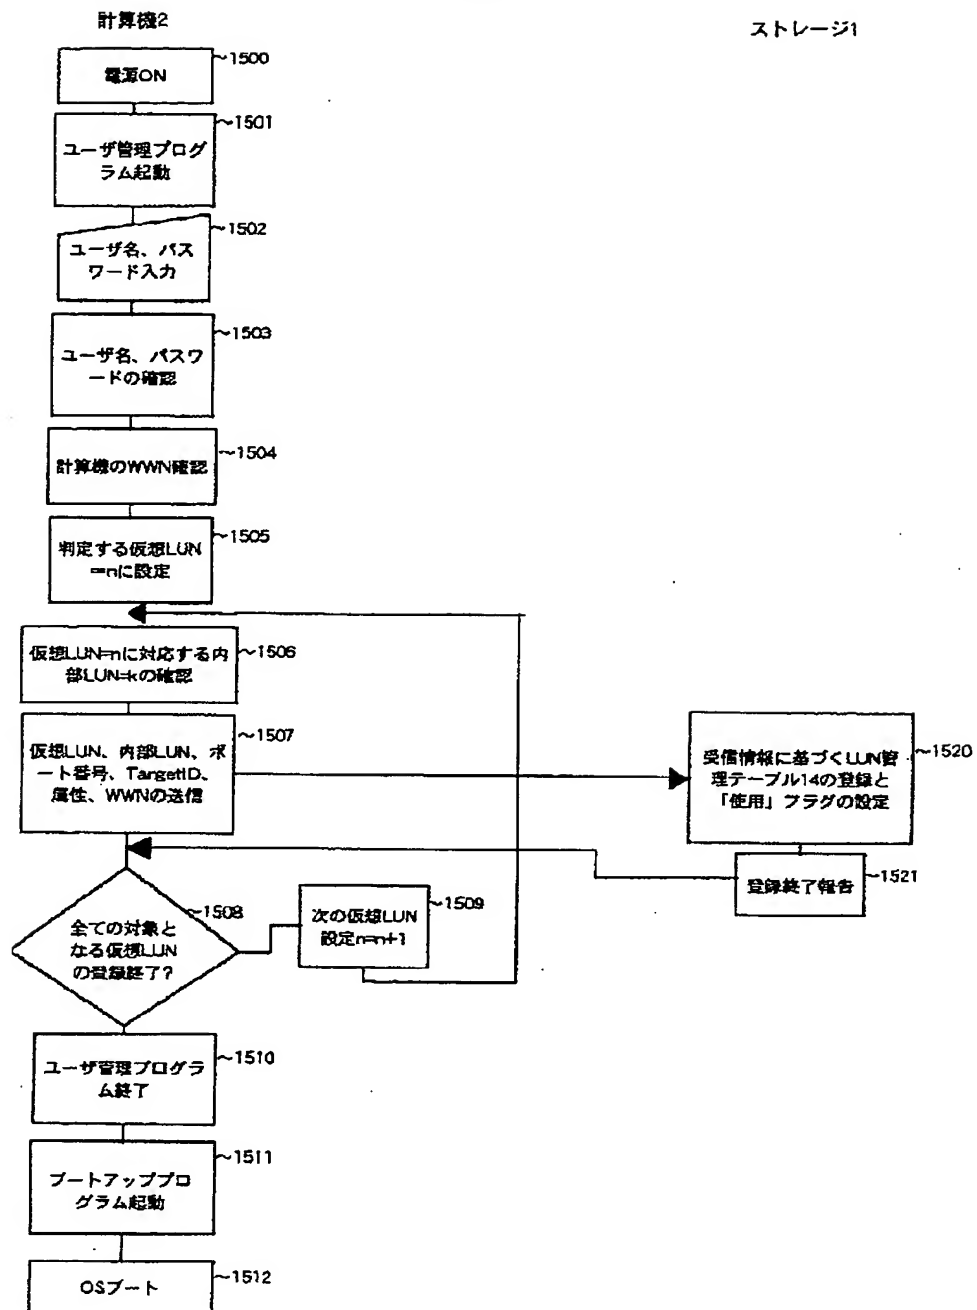 計算機2
ストレージ1
電源ON
~1500
ユーザ管理プログ
ラム起動
~1501
ユーザ名、パス
ワード入力
~1502
ユーザ名、パスワ
ードの確認
~1503
計算機のWWN確認
~1504
判定する仮想LUN
=nに設定
~1505
仮想LUN=nに対応する内
部LUN=kの確認
~1506
仮想LUN、内部LUN、ポ
ート番号、TargetID、
属性、WWNの送信
~1507
受信情報に基づくLUN管
理テーブル14の登録と
「使用」フラグの設定
~1520
登録終了報告
~1521
全ての対象と
なる仮想LUN
の登録終了?
~1508
次の仮想LUN
設定n=n+1
~1509
ユーザ管理プログラ
ム終了
~1510
ブートアッププロ
グラム起動
~1511
OSブート
~1512